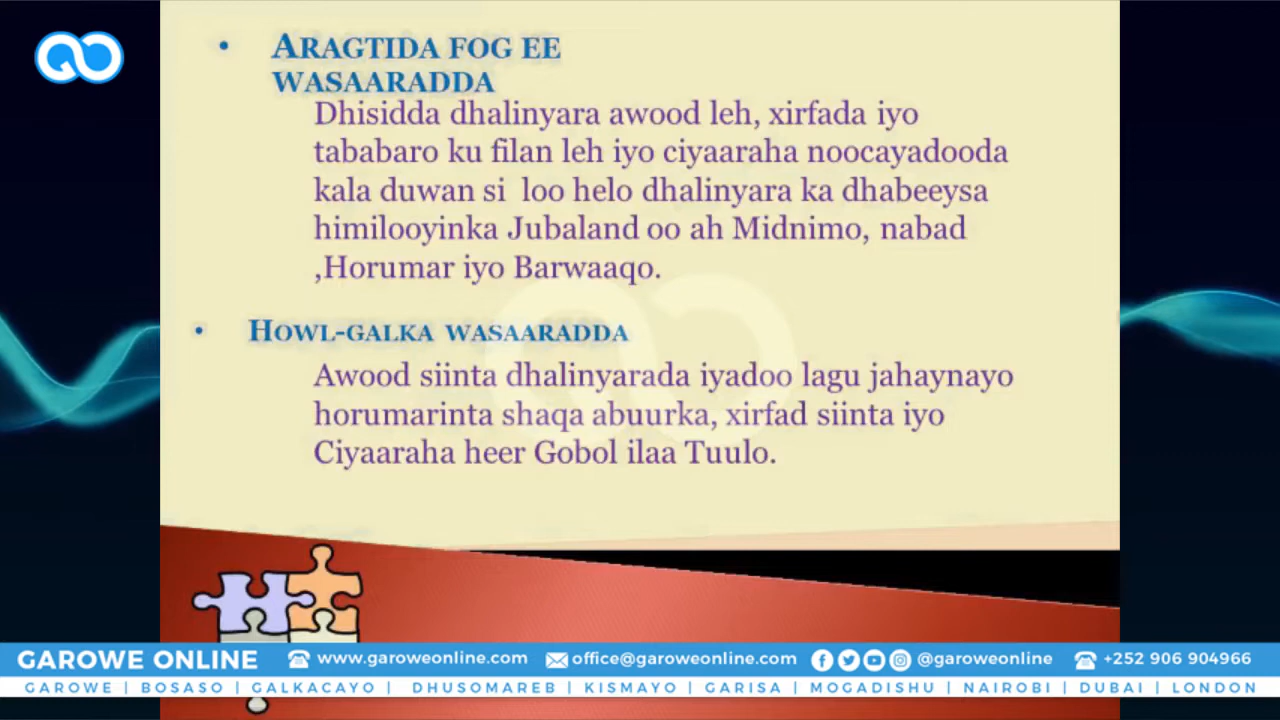 • ARAGTIDA FOG EE
WASAARADDA
Dhisidda dhalinyara awood leh, xirfada iyo
tababaro ku filan leh iyo ciyaaraha noocayadooda
kala duwan si loo helo dhalinyara ka dhabeeysa
himilooyinka Jubaland oo ah Midnimo, nabad
,Horumar iyo Barwaaqo.
• HOWL-GALKA WASAARADDA
Awood siinta dhalinyarada iyadoo lagu jahaynayo
horumarinta shaqa abuurka, xirfad siinta iyo
Ciyaaraha heer Gobol ilaa Tuulo.
GAROWE ONLINE www.garoweonline.com office@garoweonline.com @garoweonline +252 906 904966
GAROWE | BOSASO | GALKACAYO | DHUSOMAREB | KISMAYO | GARISA | MOGADISHU | NAIROBI | DUBAI | LONDON